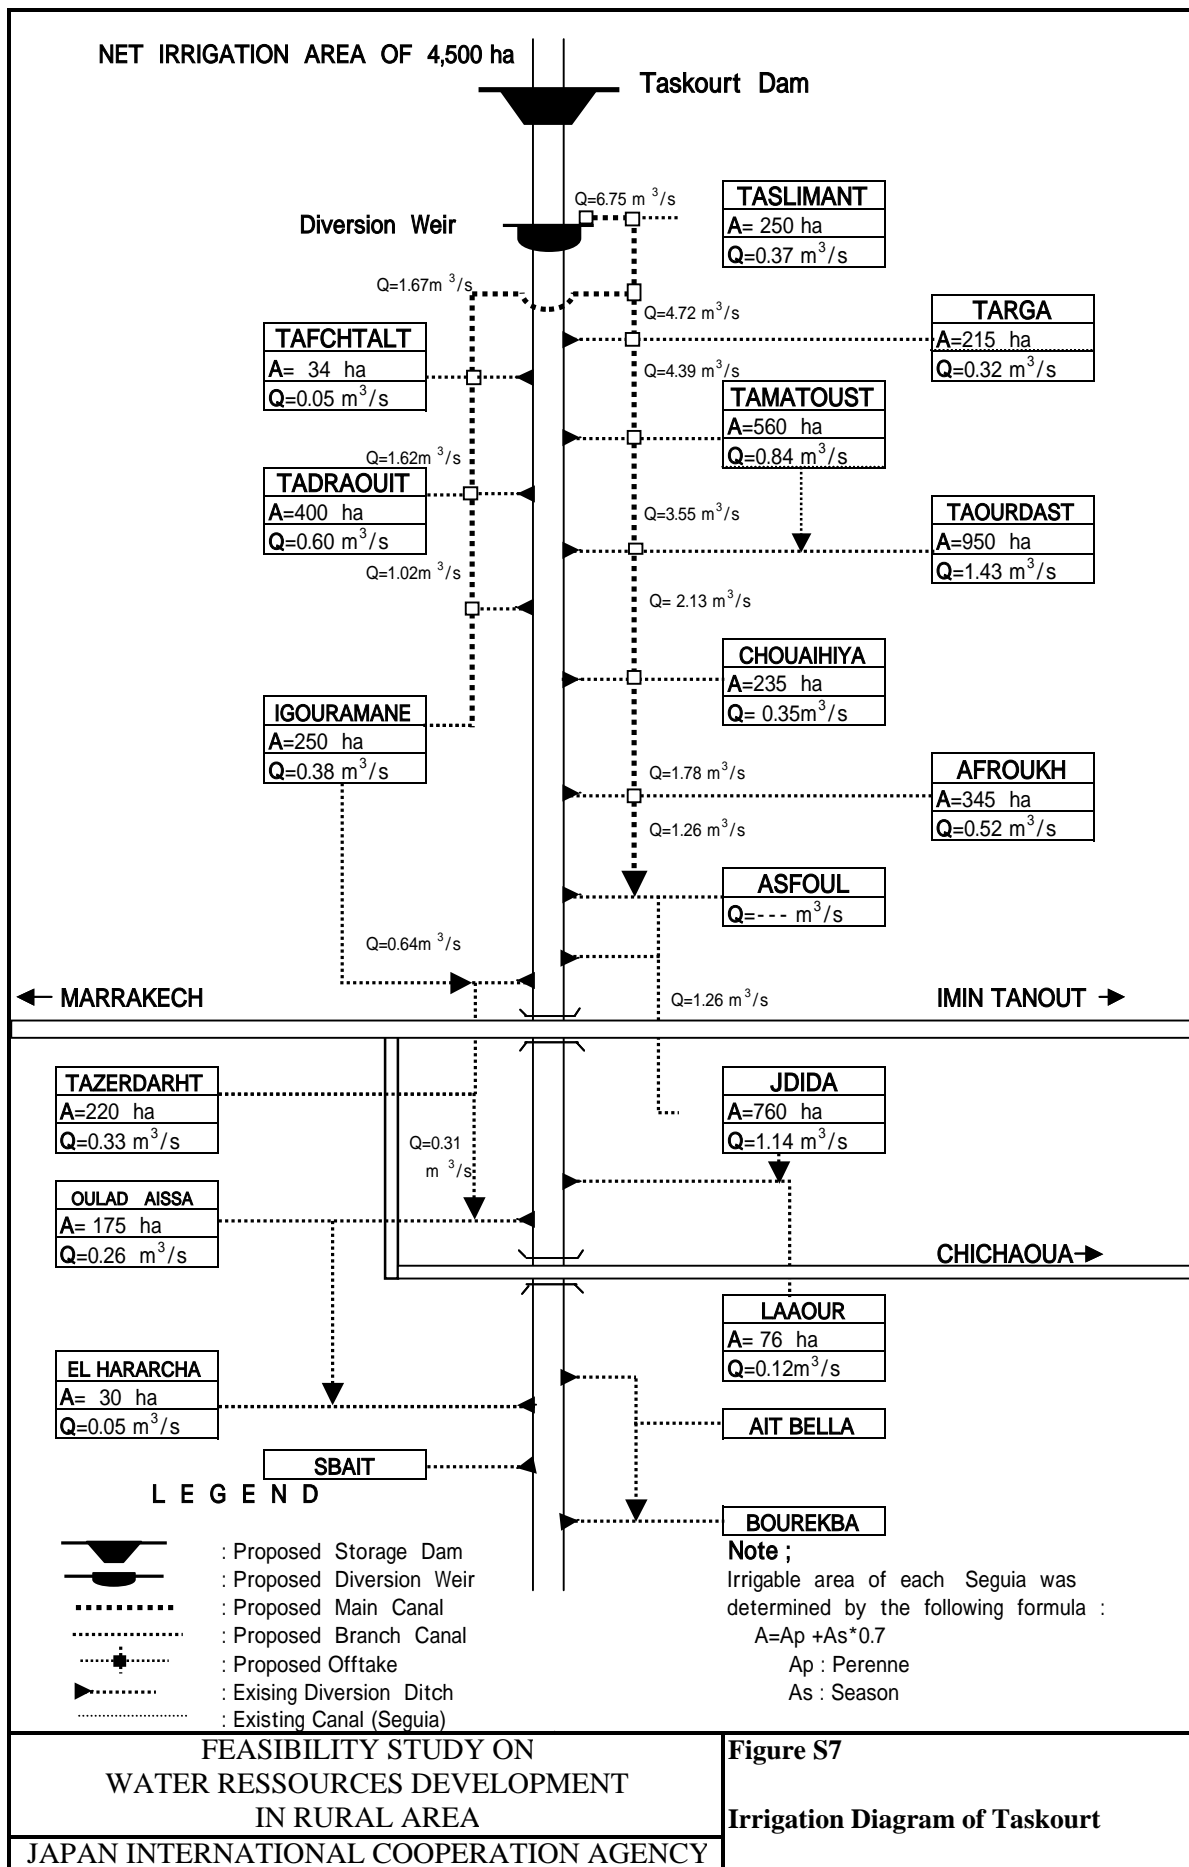 NET IRRIGATION AREA OF 4,500 ha
Taskourt Dam
Q=6.75 m³/s
TASLIMANT
A= 250 ha
Q=0.37 m³/s
Diversion Weir
Q=1.67m³/s
Q=4.72 m³/s
TARGA
A=215 ha
Q=0.32 m³/s
TAFCHTALT
A= 34 ha
Q=0.05 m³/s
Q=4.39 m³/s
TAMATOUST
A=560 ha
Q=0.84 m³/s
Q=1.62m³/s
TADRAOUIT
A=400 ha
Q=0.60 m³/s
Q=3.55 m³/s
TAOURDAST
A=950 ha
Q=1.43 m³/s
Q=1.02m³/s
Q= 2.13 m³/s
CHOUAIHIYA
A=235 ha
Q= 0.35m³/s
IGOURAMANE
A=250 ha
Q=0.38 m³/s
Q=1.78 m³/s
AFROUKH
A=345 ha
Q=0.52 m³/s
Q=1.26 m³/s
ASFOUL
Q=--- m³/s
Q=0.64m³/s
MARRAKECH
Q=1.26 m³/s
IMIN TANOUT
TAZERDARHT
A=220 ha
Q=0.33 m³/s
JDIDA
A=760 ha
Q=1.14 m³/s
Q=0.31
m³/s
OULAD AISSA
A= 175 ha
Q=0.26 m³/s
CHICHAOUA
LAAOUR
A= 76 ha
Q=0.12m³/s
EL HARARCHA
A= 30 ha
Q=0.05 m³/s
AIT BELLA
SBAIT
BOUREKBA
LEGEND
: Proposed Storage Dam
: Proposed Diversion Weir
: Proposed Main Canal
: Proposed Branch Canal
: Proposed Offtake
: Exising Diversion Ditch
: Existing Canal (Seguia)
Note ;
Irrigable area of each Seguia was
determined by the following formula :
A=Ap +As*0.7
Ap : Perenne
As : Season
FEASIBILITY STUDY ON
WATER RESSOURCES DEVELOPMENT
IN RURAL AREA
JAPAN INTERNATIONAL COOPERATION AGENCY
Figure S7
Irrigation Diagram of Taskourt